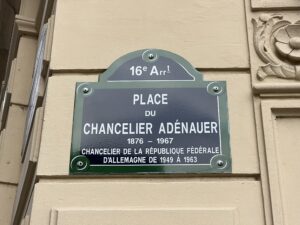 16e Arrt
PLACE
DU
CHANCELIER ADÉNAUER
1876 - 1967
CHANCELIER DE LA RÉPUBLIQUE FÉDÉRALE
D'ALLEMAGNE DE 1949 À 1963